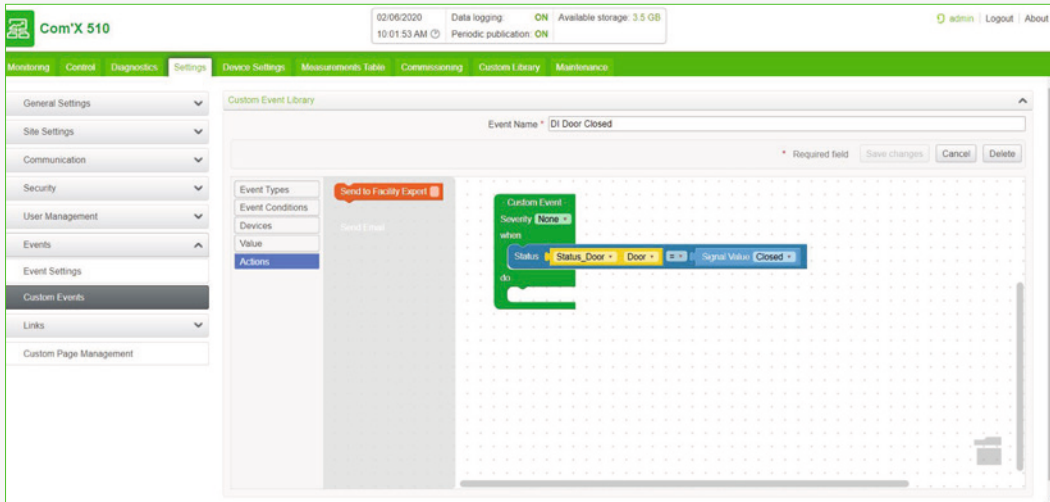 Com'X 510
02/06/2020
10:01:53 AM
Data logging: ON
Periodic publication: ON
Available storage: 3.5 GB
admin
Logout
About
Monitoring
Control
Diagnostics
Settings
Device Settings
Measurements Table
Commissioning
Custom Library
Maintenance
General Settings
Site Settings
Communication
Security
User Management
Events
Event Settings
Custom Events
Links
Custom Page Management
Custom Event Library
Event Name * DI Door Closed
* Required field
Save changes
Cancel
Delete
Event Types
Event Conditions
Devices
Value
Actions
Send to Facility Expert
Send Email
Custom Event
Severity None
when
Status Status_Door Door = Signal Value Closed
do